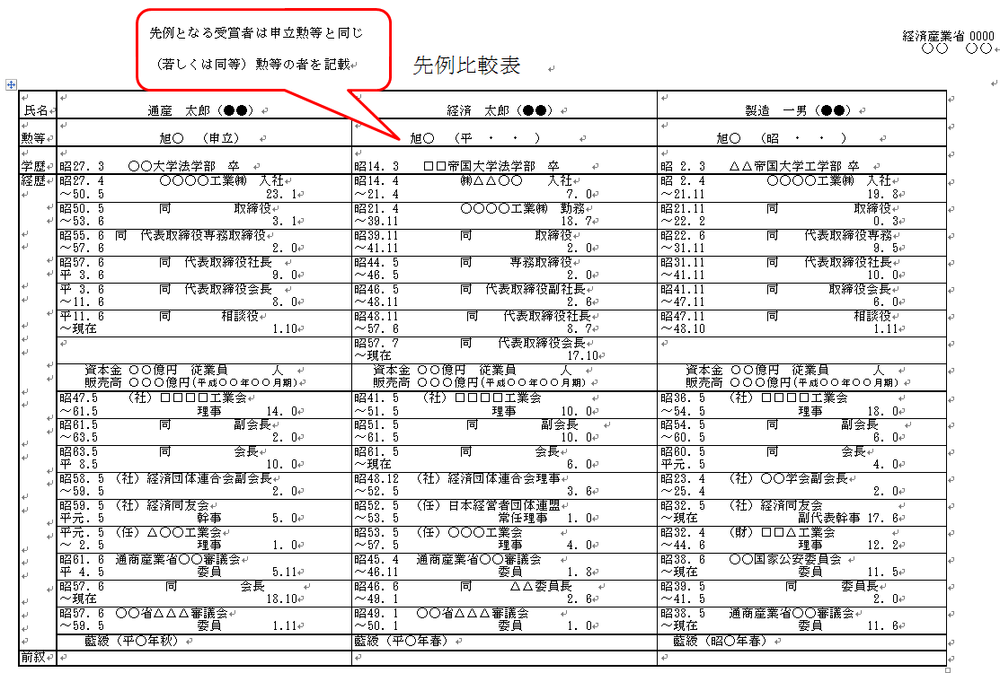 先例となる受賞者は申立勲等と同じ
（若しくは同等）勲等の者を記載
経済産業省 0000
○○　○○
先例比較表
氏名　通産　太郎（●●）　経済　太郎（●●）　製造　一男（●●）
勲等　旭○　（申立）　旭○　（平　・　・　）　旭○　（昭　・　・　）
学歴　昭27. 3　○○大学法学部　卒　昭14. 3　□□帝国大学法学部　卒　昭 2. 3　△△帝国大学工学部 卒
経歴　昭27. 4　○○○○工業㈱　入社　昭14. 4　㈱△△○○　入社　昭 2. 4　○○○○工業㈱　入社
～50. 5　23. 1　～21. 4　7. 0　～21.11　19. 8
昭50. 5　同　取締役　昭21. 4　○○○○工業㈱　勤務　昭21.11　同　取締役
～53. 6　3. 1　～39.11　18. 7　～22. 2　0. 3
昭55. 6　同　代表取締役専務取締役　昭39.11　同　取締役　昭22. 6　同　代表取締役専務
～57. 6　2. 0　～41.11　2. 0　～31.11　9. 5
昭57. 6　同　代表取締役社長　昭44. 5　同　専務取締役　昭31.11　同　代表取締役社長
平 3. 6　9. 0　～46. 5　2. 0　～41.11　10. 0
平 3. 6　同　代表取締役会長　昭46. 5　同　代表取締役副社長　昭41.11　同　取締役会長
～11. 6　8. 0　～48.11　2. 6　～47.11　6. 0
平11. 6　同　相談役　昭48.11　同　代表取締役社長　昭47.11　同　相談役
～現在　1.10　～57. 6　8. 7　～48.10　1.11
昭57. 7　同　代表取締役会長
～現在　17.10
資本金 ○○億円　従業員　人　資本金 ○○億円　従業員　人　資本金 ○○億円　従業員　人
販売高 ○○○億円(平成○○年○○月期)　販売高 ○○○億円(平成○○年○○月期)　販売高 ○○○億円(平成○○年○○月期)
昭47.5　（社）□□□□工業会　昭41. 5　（社）□□□□工業会　昭36. 5　（社）□□□□工業会
～61.5　理事　14. 0　～51. 5　理事　10. 0　～54. 5　理事　18. 0
昭61.5　同　副会長　昭51. 5　同　副会長　昭54. 5　同　副会長
～63.5　2. 0　～61. 5　10. 0　～60. 5　6. 0
昭63.5　同　会長　昭61. 5　同　会長　昭60. 5　同　会長
平 8.5　10. 0　～現在　6. 0　平元. 5　4. 0
昭58. 5　（社）経済団体連合会副会長　昭48.12　（社）経済団体連合会理事　昭23. 4　（社）○○学会副会長
～59. 5　2. 0　～52. 5　3. 6　～25. 4　2. 0
昭59. 5　（社）経済同友会　昭52. 5　（任）日本経営者団体連盟　昭32. 5　（社）経済同友会
平元. 5　幹事　5. 0　～53. 5　常任理事　1. 0　～現在　副代表幹事 17. 6
平元. 5　（任）△○○工業会　昭53. 5　（任）○○○工業会　昭32. 4　（財）□□△工業会
～ 2. 5　理事　1. 0　～57. 5　理事　4. 0　～44. 6　理事　12. 2
昭61. 6　通商産業省○○審議会　昭45. 4　通商産業省○○審議会　昭38. 6　○○国家公安委員会
平 4. 5　委員　5.11　～46.11　委員　1. 8　～現在　委員　11. 5
昭57. 6　同　会長　昭46. 6　同　△△委員長　昭39. 5　同　委員長
～現在　18.10　～49. 1　2. 6　～41. 5　2. 0
昭57. 6　○○省△△△審議会　昭49. 1　○○省△△△審議会　昭38. 5　通商産業省○○審議会
～59. 5　委員　1.11　～50. 1　委員　1. 0　～現在　委員　11. 6
藍綬（平○年秋）　藍綬（平○年春）　藍綬（昭○年春）
前叙